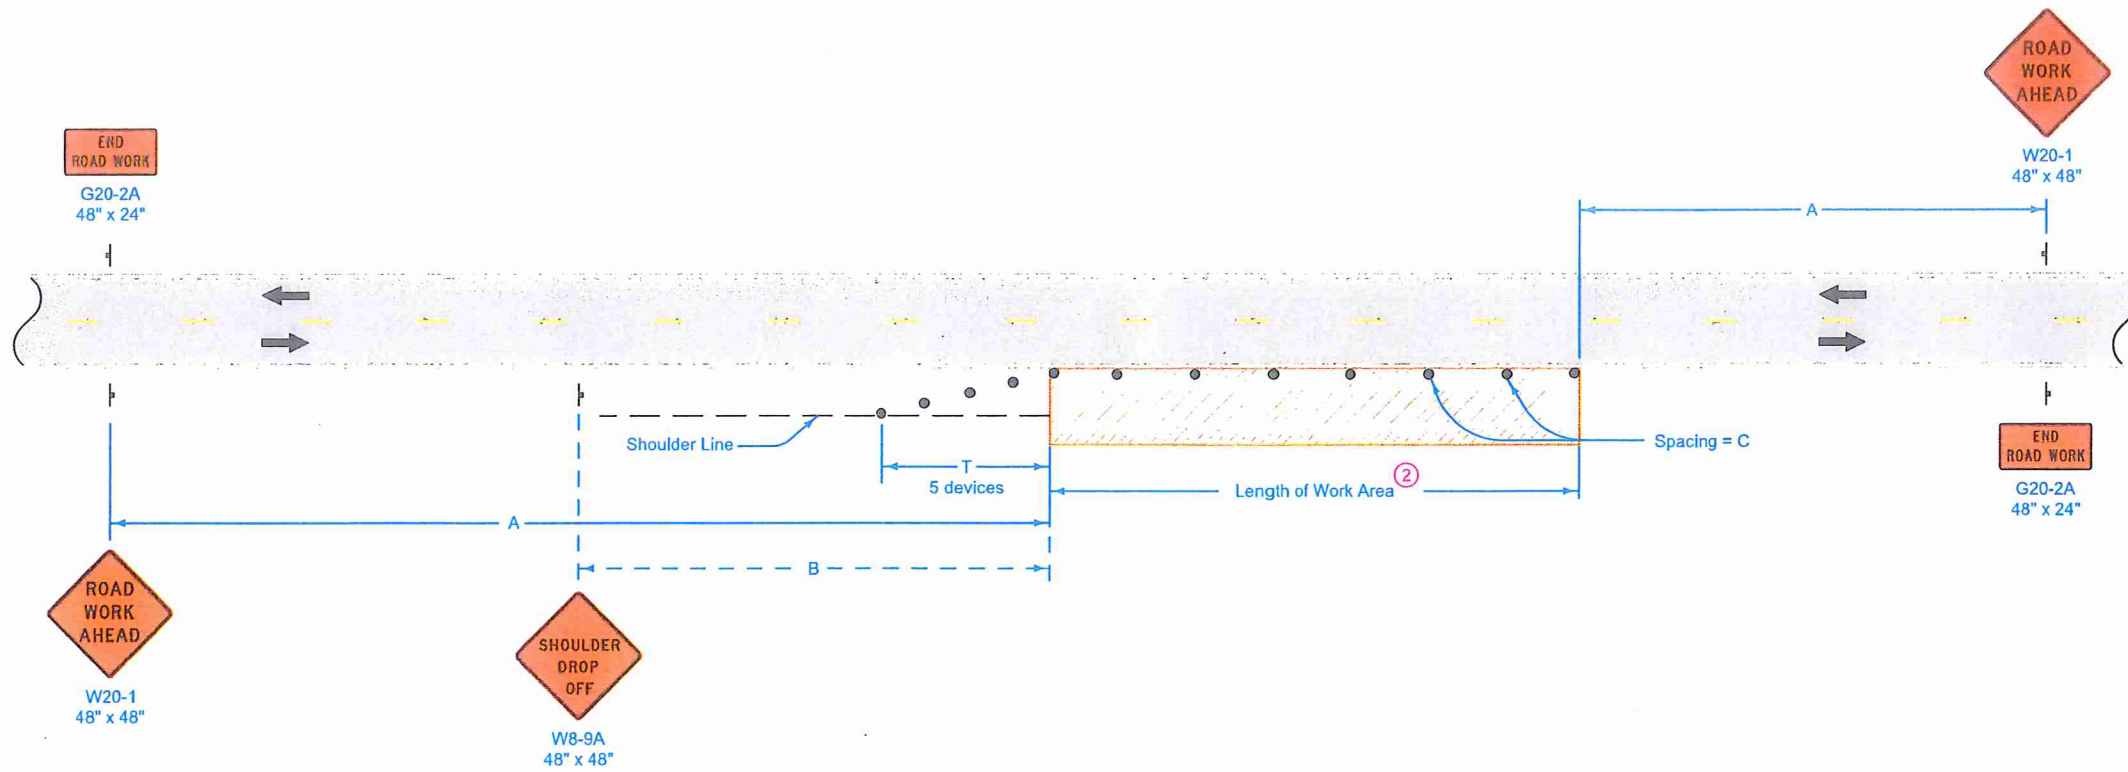 ROAD
WORK
AHEAD
W20-1
48" x 48"
END
ROAD WORK
G20-2A
48" x 24"
A
Shoulder Line
T
5 devices
Length of Work Area 2
Spacing = C
END
ROAD WORK
G20-2A
48" x 24"
A
B
ROAD
WORK
AHEAD
W20-1
48" x 48"
SHOULDER
DROP
OFF
W8-9A
48" x 48"